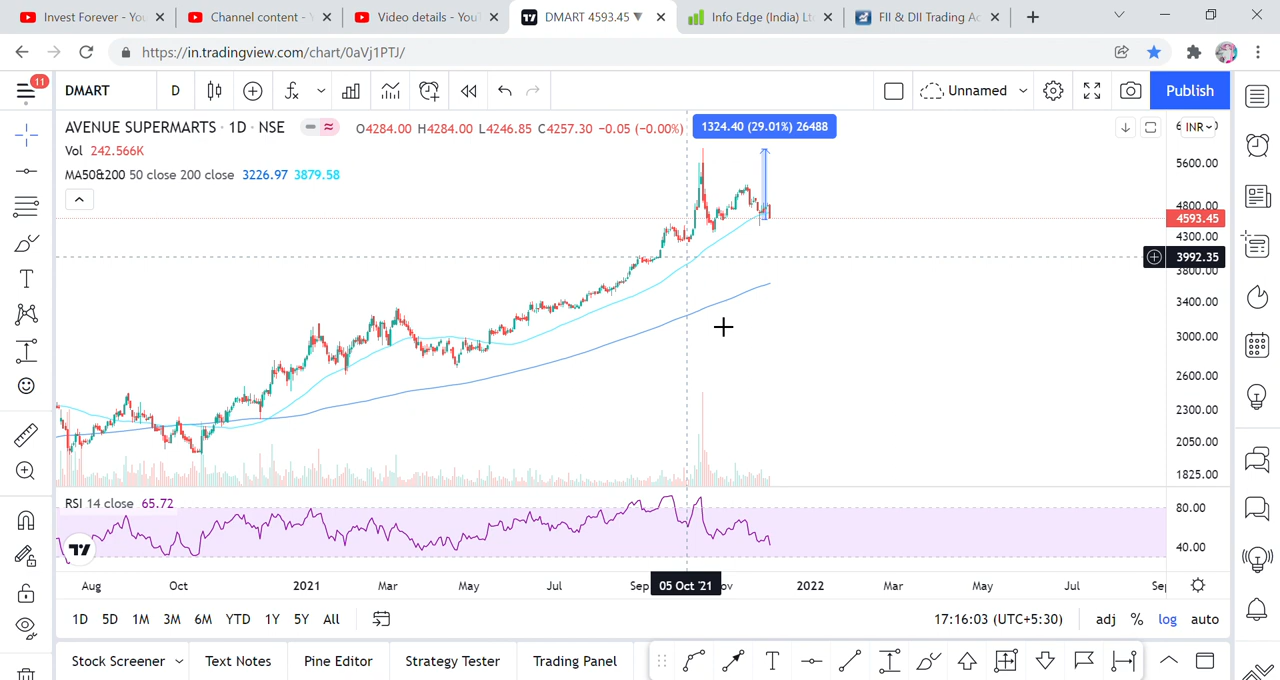 Invest Forever - You
Channel content -
Video details - You
DMART 4593.45 ▼
Info Edge (India) Lt
FII & DII Trading Ac
https://in.tradingview.com/chart/0aVj1PTJ/
11
DMART
D
Unnamed
Publish
AVENUE SUPERMARTS · 1D · NSE
O4284.00 H4284.00 L4246.85 C4257.30 -0.05 (-0.00%)
1324.40 (29.01%) 26488
INR
Vol 242.566K
MA50&200 50 close 200 close 3226.97 3879.58
5600.00
4800.00
4593.45
4300.00
3992.35
3800.00
3400.00
3000.00
2600.00
2300.00
2050.00
1825.00
RSI 14 close 65.72
80.00
40.00
Aug Oct 2021 Mar May Jul Sep 05 Oct '21 ov 2022 Mar May Jul Sep
1D 5D 1M 3M 6M YTD 1Y 5Y All
17:16:03 (UTC+5:30)
adj % log auto
Stock Screener
Text Notes
Pine Editor
Strategy Tester
Trading Panel